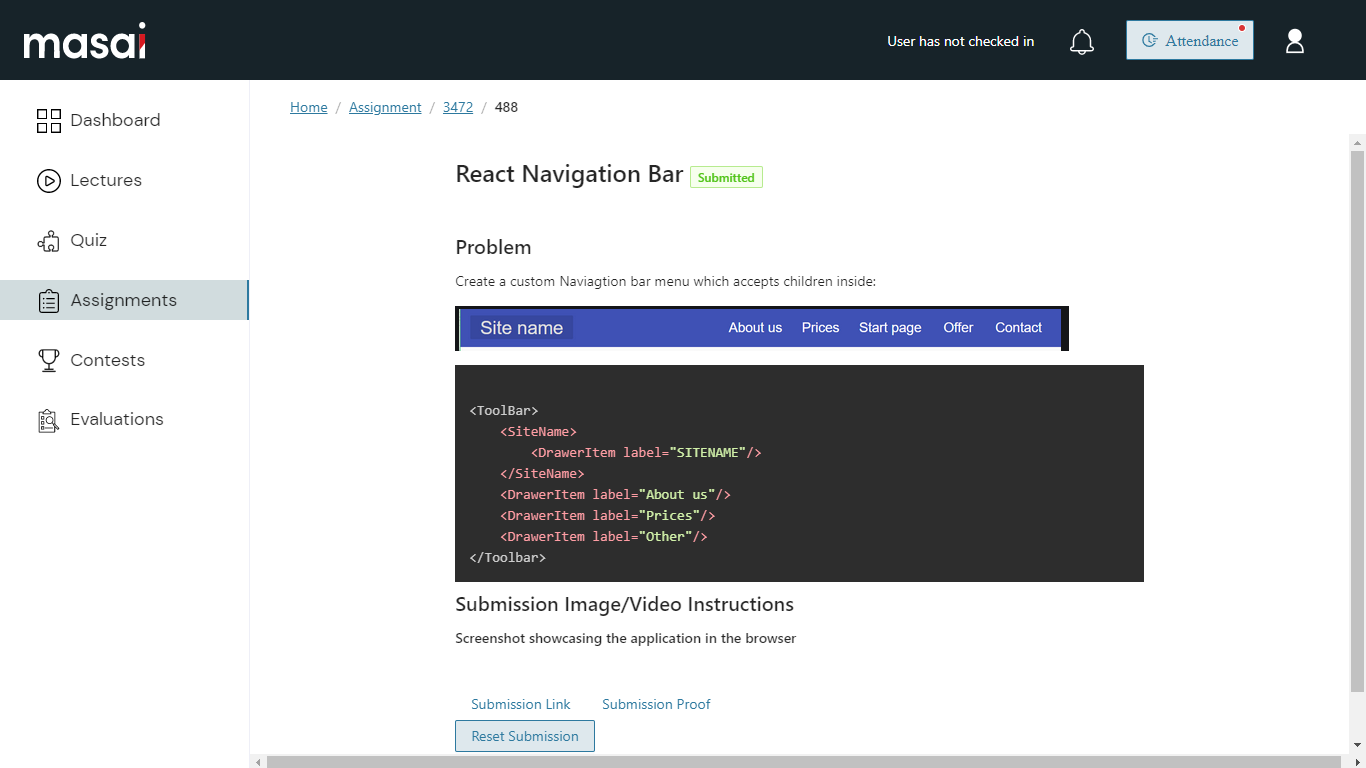 masai
User has not checked in
Attendance
Dashboard
Lectures
Quiz
Assignments
Contests
Evaluations
Home / Assignment / 3472 / 488
React Navigation Bar Submitted
Problem
Create a custom Naviagtion bar menu which accepts children inside:
Site name About us Prices Start page Offer Contact
<ToolBar>
<SiteName>
<DrawerItem label="SITENAME"/>
</SiteName>
<DrawerItem label="About us"/>
<DrawerItem label="Prices"/>
<DrawerItem label="Other"/>
</Toolbar>
Submission Image/Video Instructions
Screenshot showcasing the application in the browser
Submission Link Submission Proof
Reset Submission